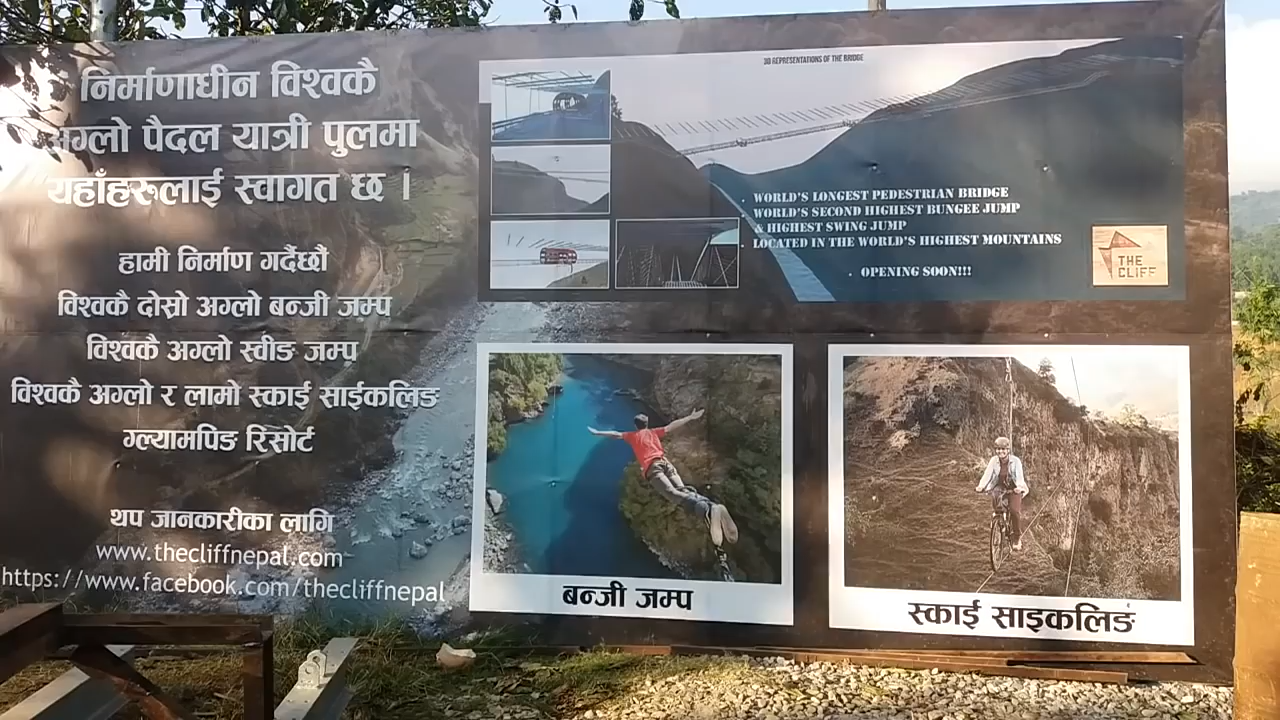 निर्माणाधीन विश्वकै
अग्लो पैदल यात्री पुलमा
यहाँहरुलाई स्वागत छ ।
हामी निर्माण गर्दैछौं
विश्वकै दोस्रो अग्लो बन्जी जम्प
विश्वकै अग्लो स्वीङ जम्प
विश्वकै अग्लो र लामो स्काई साईकलिङ
ग्ल्यामपिङ रिसोर्ट
थप जानकारीका लागि
www.thecliffnepal.com
https://www.facebook.com/thecliffnepal
3D REPRESENTATIONS OF THE BRIDGE
. WORLD'S LONGEST PEDESTRIAN BRIDGE
. WORLD'S SECOND HIGHEST BUNGEE JUMP
& HIGHEST SWING JUMP
. LOCATED IN THE WORLD'S HIGHEST MOUNTAINS
. OPENING SOON!!!
THE
CLIFF
बन्जी जम्प
स्काई साइकलिङ